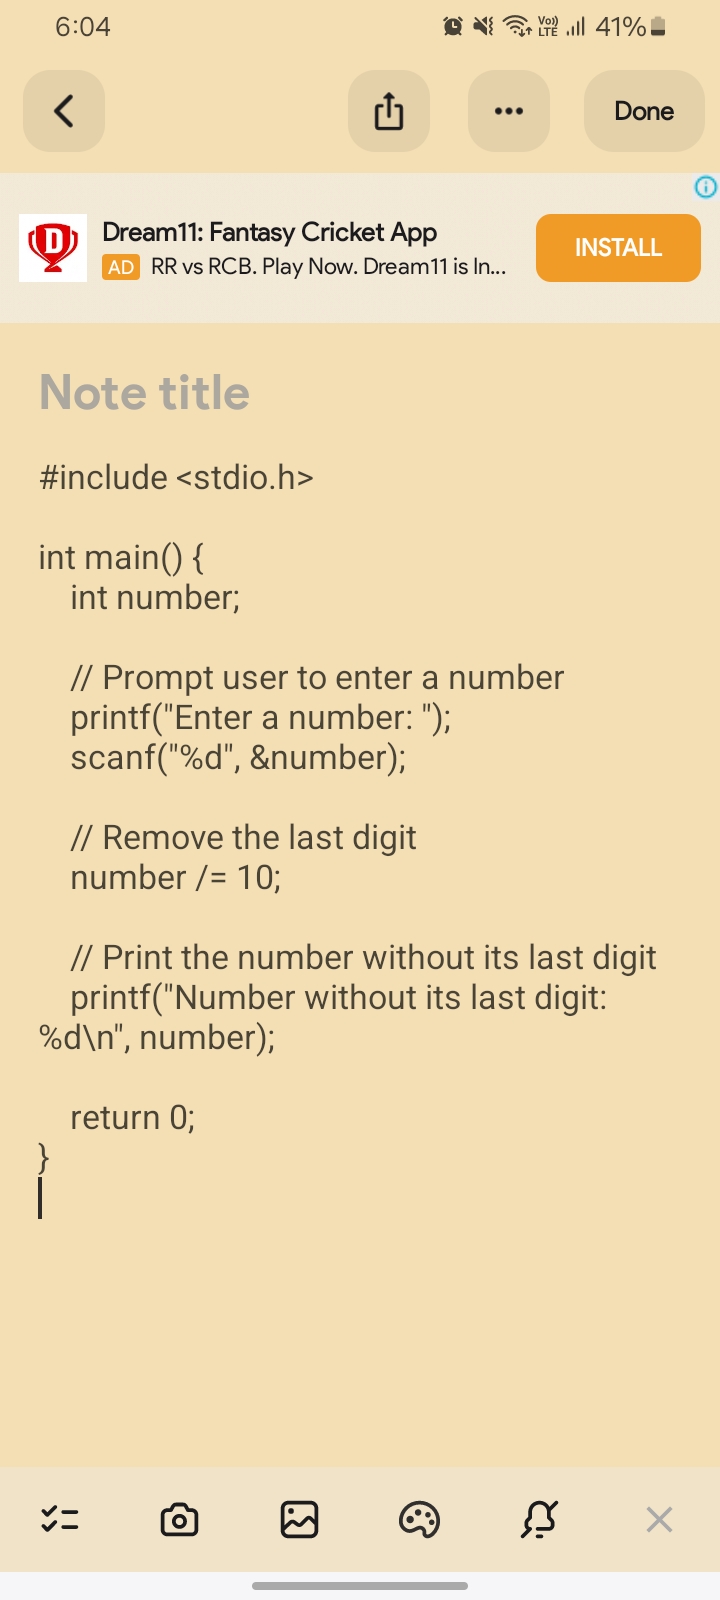 6:04 Vo)) LTE 41%
Done
Dream11: Fantasy Cricket App
AD RR vs RCB. Play Now. Dream11 is In...
INSTALL
Note title
#include <stdio.h>
int main() {
    int number;
    // Prompt user to enter a number
    printf("Enter a number: ");
    scanf("%d", &number);
    // Remove the last digit
    number /= 10;
    // Print the number without its last digit
    printf("Number without its last digit:
%d\n", number);
    return 0;
}